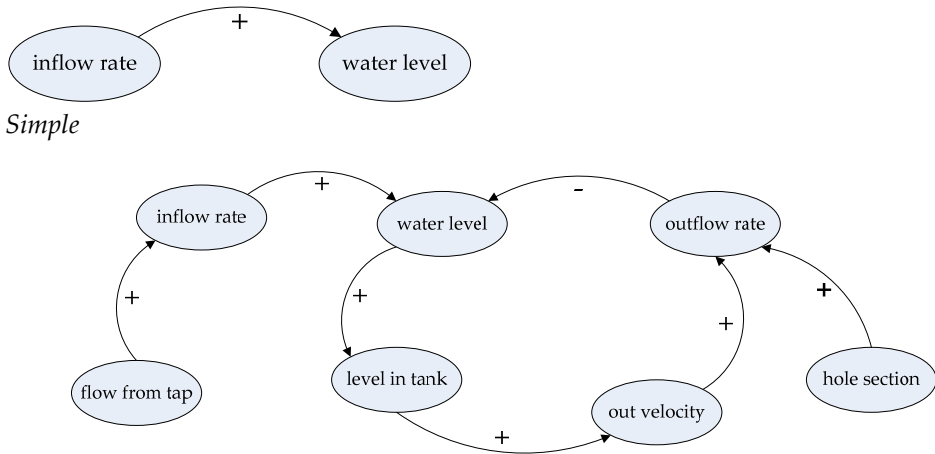 +
inflow rate
water level
Simple
+
-
inflow rate
water level
outflow rate
+
+
+
+
flow from tap
level in tank
out velocity
hole section
+